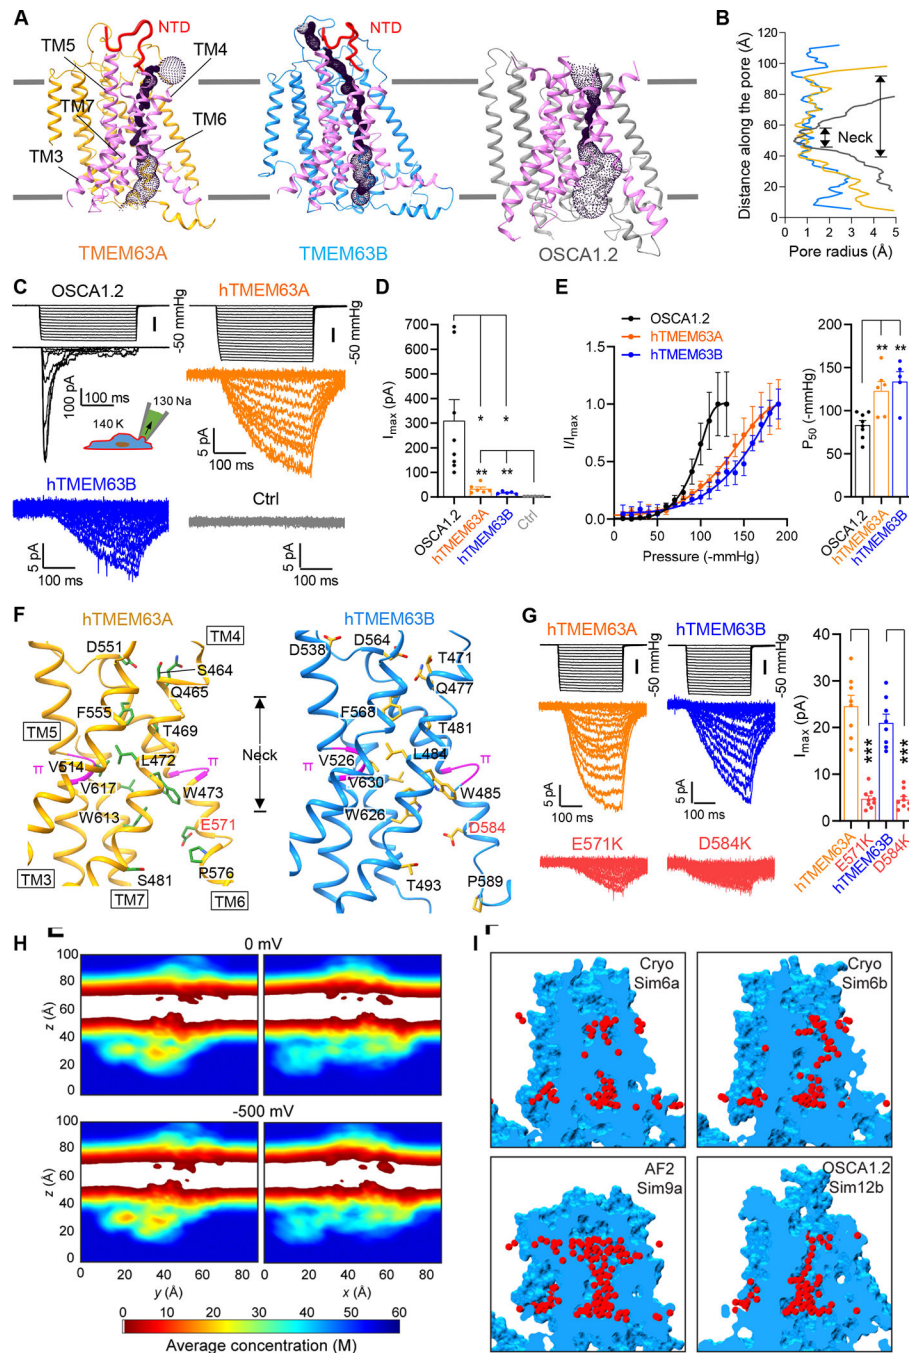 A
NTD
TM5
TM4
TM7
TM6
TM3
TMEM63A
NTD
TMEM63B
OSCA1.2
B
Distance along the pore (Å)
120
100
80
60
40
20
0
Neck
0 1 2 3 4 5
Pore radius (Å)
C
OSCA1.2
-50 mmHg
100 pA
100 ms
140 K
130 Na
hTMEM63A
-50 mmHg
5 pA
100 ms
hTMEM63B
5 pA
100 ms
Ctrl
5 pA
100 ms
D
Imax (pA)
700
600
500
400
300
200
100
0
* *
** **
OSCA1.2
hTMEM63A
hTMEM63B
Ctrl
E
OSCA1.2
hTMEM63A
hTMEM63B
I/Imax
1.0
0.5
0.0
0 50 100 150 200
Pressure (-mmHg)
P50 (-mmHg)
200
150
100
50
0
** **
OSCA1.2
hTMEM63A
hTMEM63B
F
hTMEM63A
D551
TM4
S464
Q465
F555
TM5
T469
L472
π
V514
π
V617
W473
W613
E571
P576
TM3
S481
TM7
TM6
Neck
hTMEM63B
D538
D564
T471
Q477
F568
T481
L484
π
V526
π
V630
W485
W626
D584
T493
P589
G
hTMEM63A
hTMEM63B
-50 mmHg
-50 mmHg
5 pA
100 ms
5 pA
100 ms
E571K
D584K
Imax (pA)
40
30
20
10
0
*** ***
hTMEM63A
E571K
hTMEM63B
D584K
H
0 mV
z (Å)
100
80
60
40
20
0
-500 mV
z (Å)
100
80
60
40
20
0
0 20 40 60 80
y (Å)
0 20 40 60 80
x (Å)
0 10 20 30 40 50 60
Average concentration (M)
I
Cryo
Sim6a
Cryo
Sim6b
AF2
Sim9a
OSCA1.2
Sim12b